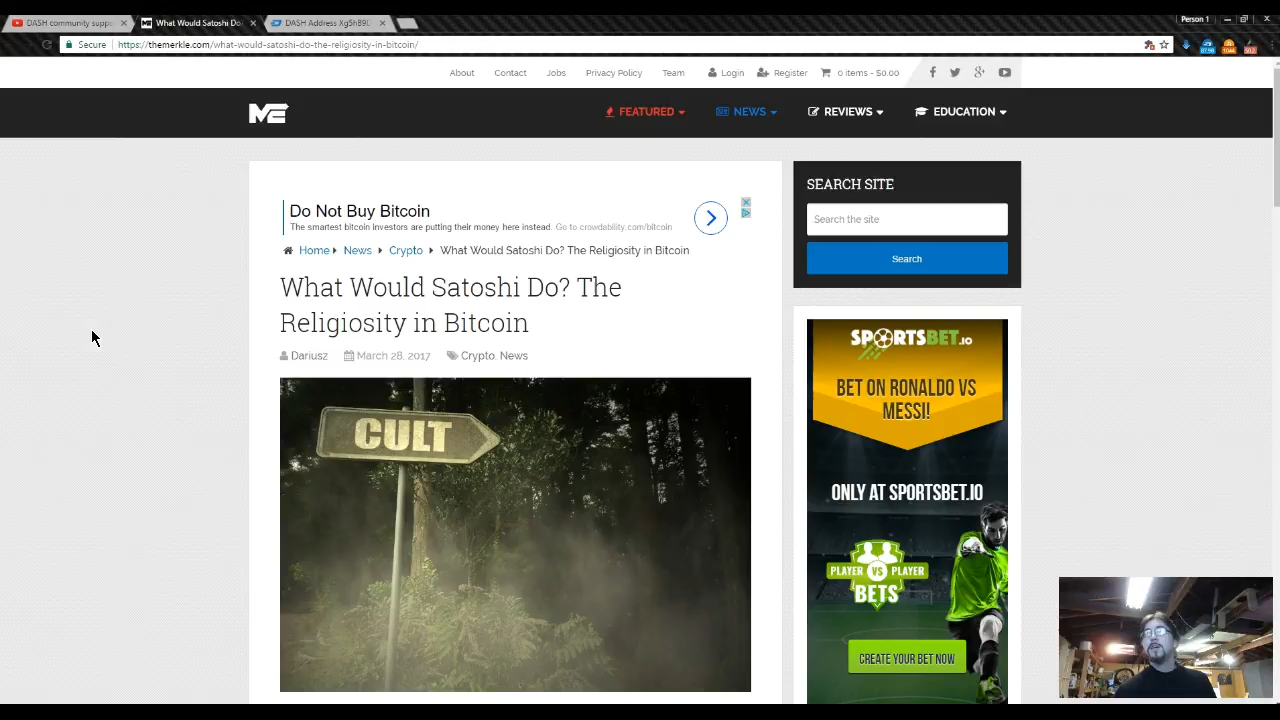 DASH community supp
What Would Satoshi Do
DASH Address Xg5h89
Person 1
Secure
https://themerkle.com/what-would-satoshi-do-the-religiosity-in-bitcoin/
About
Contact
Jobs
Privacy Policy
Team
Login
Register
0 items - $0.00
ME
FEATURED
NEWS
REVIEWS
EDUCATION
Do Not Buy Bitcoin
The smartest bitcoin investors are putting their money here instead. Go to crowdability.com/bitcoin
Home
News
Crypto
What Would Satoshi Do? The Religiosity in Bitcoin
What Would Satoshi Do? The
Religiosity in Bitcoin
Dariusz
March 28, 2017
Crypto, News
CULT
SEARCH SITE
Search the site
Search
SPORTSBET.IO
BET ON RONALDO VS
MESSI!
ONLY AT SPORTSBET.IO
PLAYER VS PLAYER
BETS
CREATE YOUR BET NOW